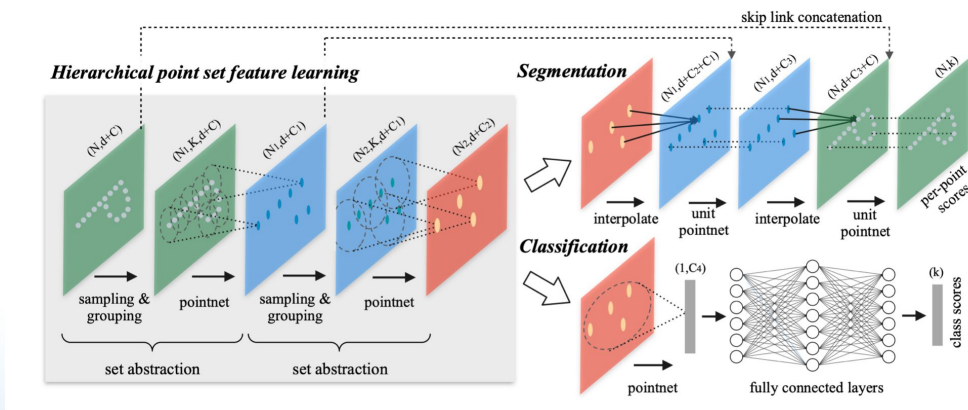 skip link concatenation
Hierarchical point set feature learning
(N,d+C)
(N1,K,d+C)
(N1,d+C1)
(N2,K,d+C1)
(N2,d+C2)
sampling &
grouping
pointnet
sampling &
grouping
pointnet
set abstraction
set abstraction
Segmentation
(N1,d+C2+C1)
(N1,d+C3)
(N,d+C3+C)
(N,k)
per-point
scores
interpolate
unit
pointnet
interpolate
unit
pointnet
Classification
(1,C4)
(k)
class scores
pointnet
fully connected layers